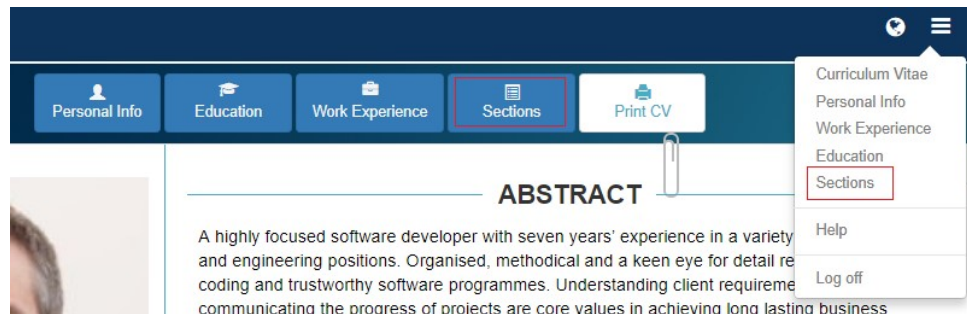 Personal Info
Education
Work Experience
Sections
Print CV
Curriculum Vitae
Personal Info
Work Experience
Education
Sections
Help
Log off
ABSTRACT
A highly focused software developer with seven years' experience in a variety
and engineering positions. Organised, methodical and a keen eye for detail re
coding and trustworthy software programmes. Understanding client requireme
communicating the progress of projects are core values in achieving long lasting business